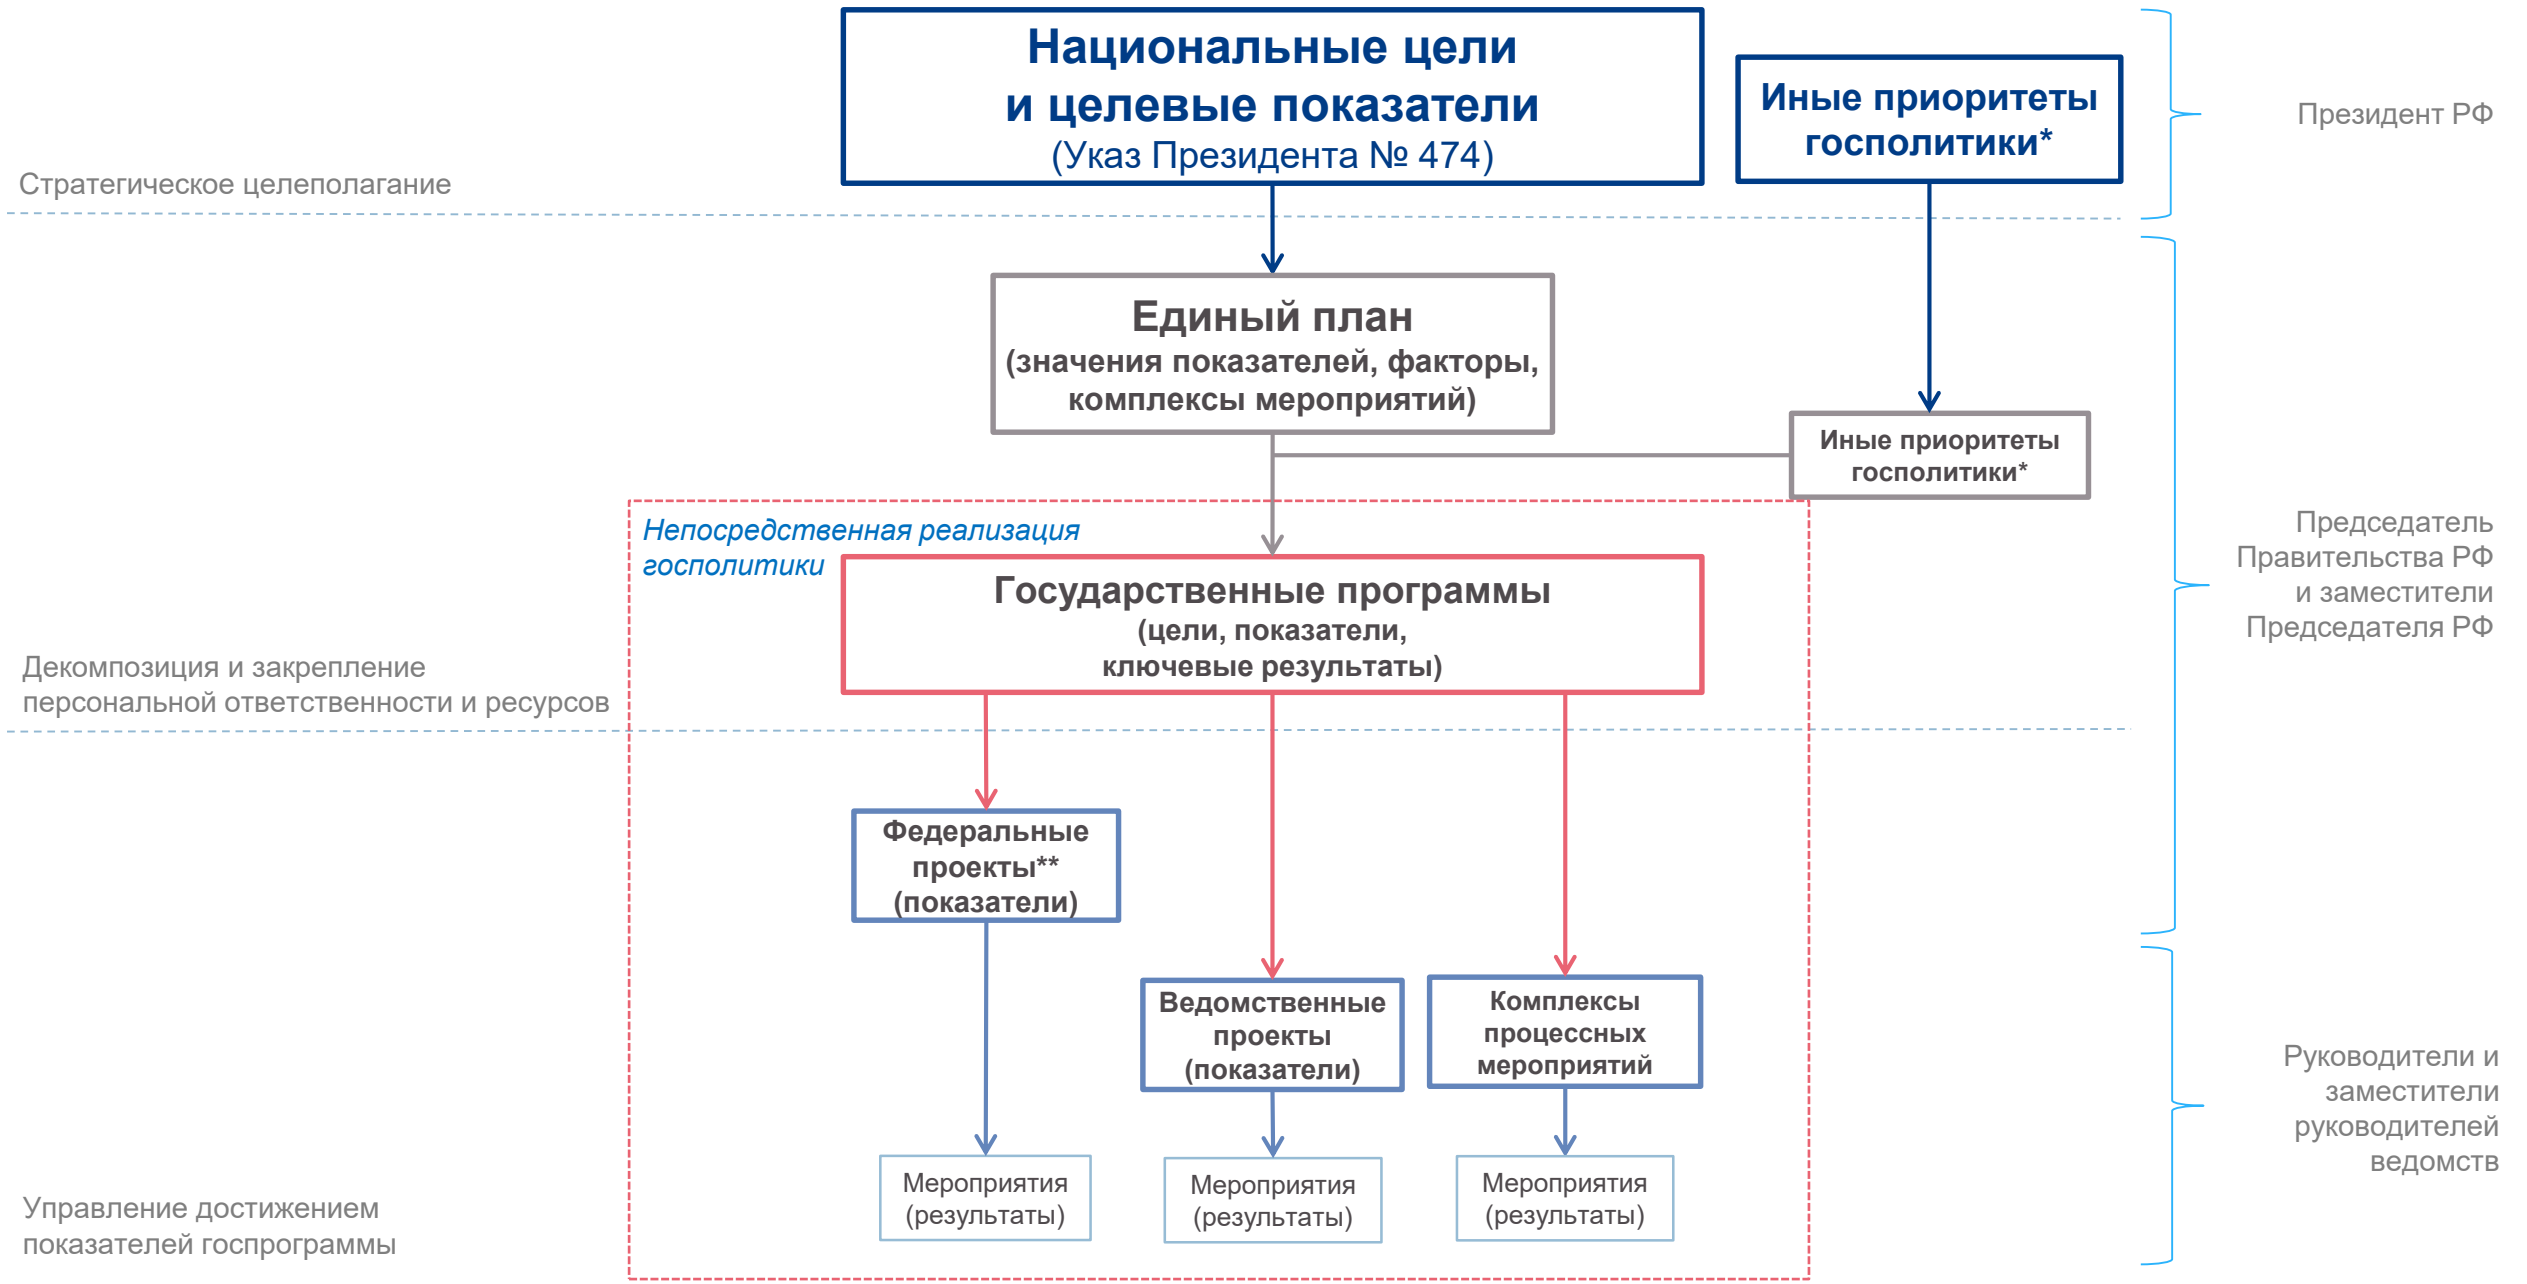 Национальные цели
и целевые показатели
(Указ Президента № 474)
Иные приоритеты
госполитики*
Президент РФ
Стратегическое целеполагание
Единый план
(значения показателей, факторы,
комплексы мероприятий)
Иные приоритеты
госполитики*
Непосредственная реализация
госполитики
Государственные программы
(цели, показатели,
ключевые результаты)
Председатель
Правительства РФ
и заместители
Председателя РФ
Декомпозиция и закрепление
персональной ответственности и ресурсов
Федеральные
проекты**
(показатели)
Ведомственные
проекты
(показатели)
Комплексы
процессных
мероприятий
Руководители и
заместители
руководителей
ведомств
Мероприятия
(результаты)
Мероприятия
(результаты)
Мероприятия
(результаты)
Управление достижением
показателей госпрограммы